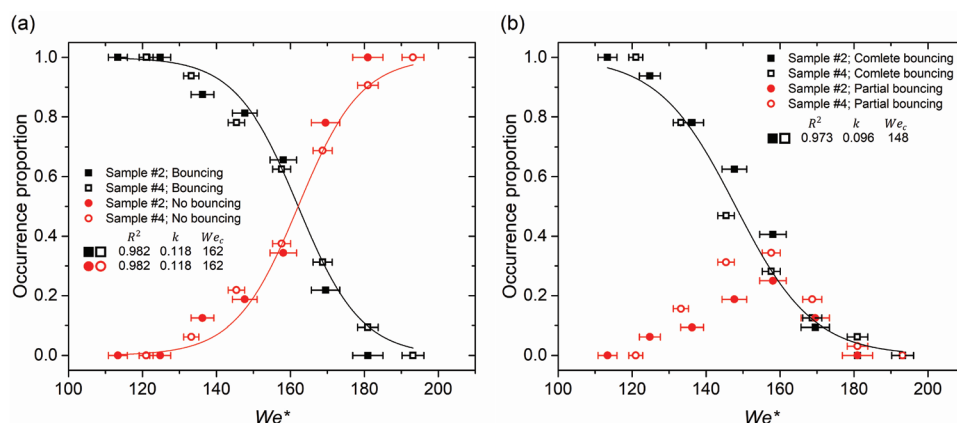 (a)
Occurrence proportion
1.0
0.8
0.6
0.4
0.2
0.0
Sample #2; Bouncing
Sample #4; Bouncing
Sample #2; No bouncing
Sample #4; No bouncing
R² k We_c
0.982 0.118 162
0.982 0.118 162
100 120 140 160 180 200
We*
(b)
Occurrence proportion
1.0
0.8
0.6
0.4
0.2
0.0
Sample #2; Comlete bouncing
Sample #4; Comlete bouncing
Sample #2; Partial bouncing
Sample #4; Partial bouncing
R² k We_c
0.973 0.096 148
100 120 140 160 180 200
We*